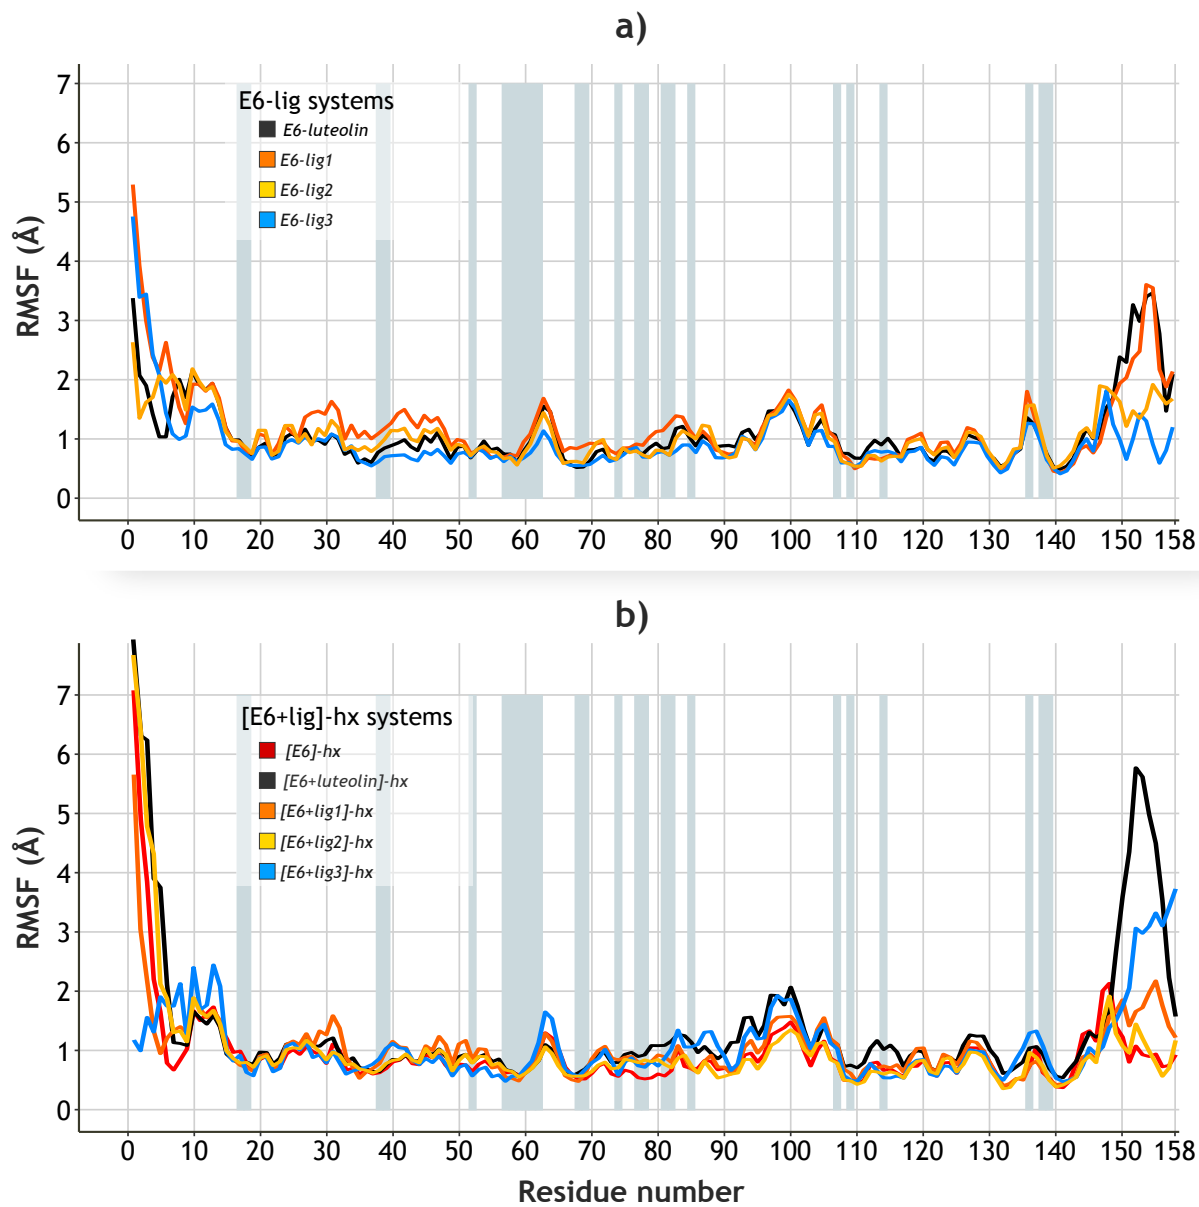 a)
RMSF (Å)
7
6
5
4
3
2
1
0
E6-lig systems
E6-luteolin
E6-lig1
E6-lig2
E6-lig3
0 10 20 30 40 50 60 70 80 90 100 110 120 130 140 150 158
b)
RMSF (Å)
7
6
5
4
3
2
1
0
[E6+lig]-hx systems
[E6]-hx
[E6+luteolin]-hx
[E6+lig1]-hx
[E6+lig2]-hx
[E6+lig3]-hx
0 10 20 30 40 50 60 70 80 90 100 110 120 130 140 150 158
Residue number